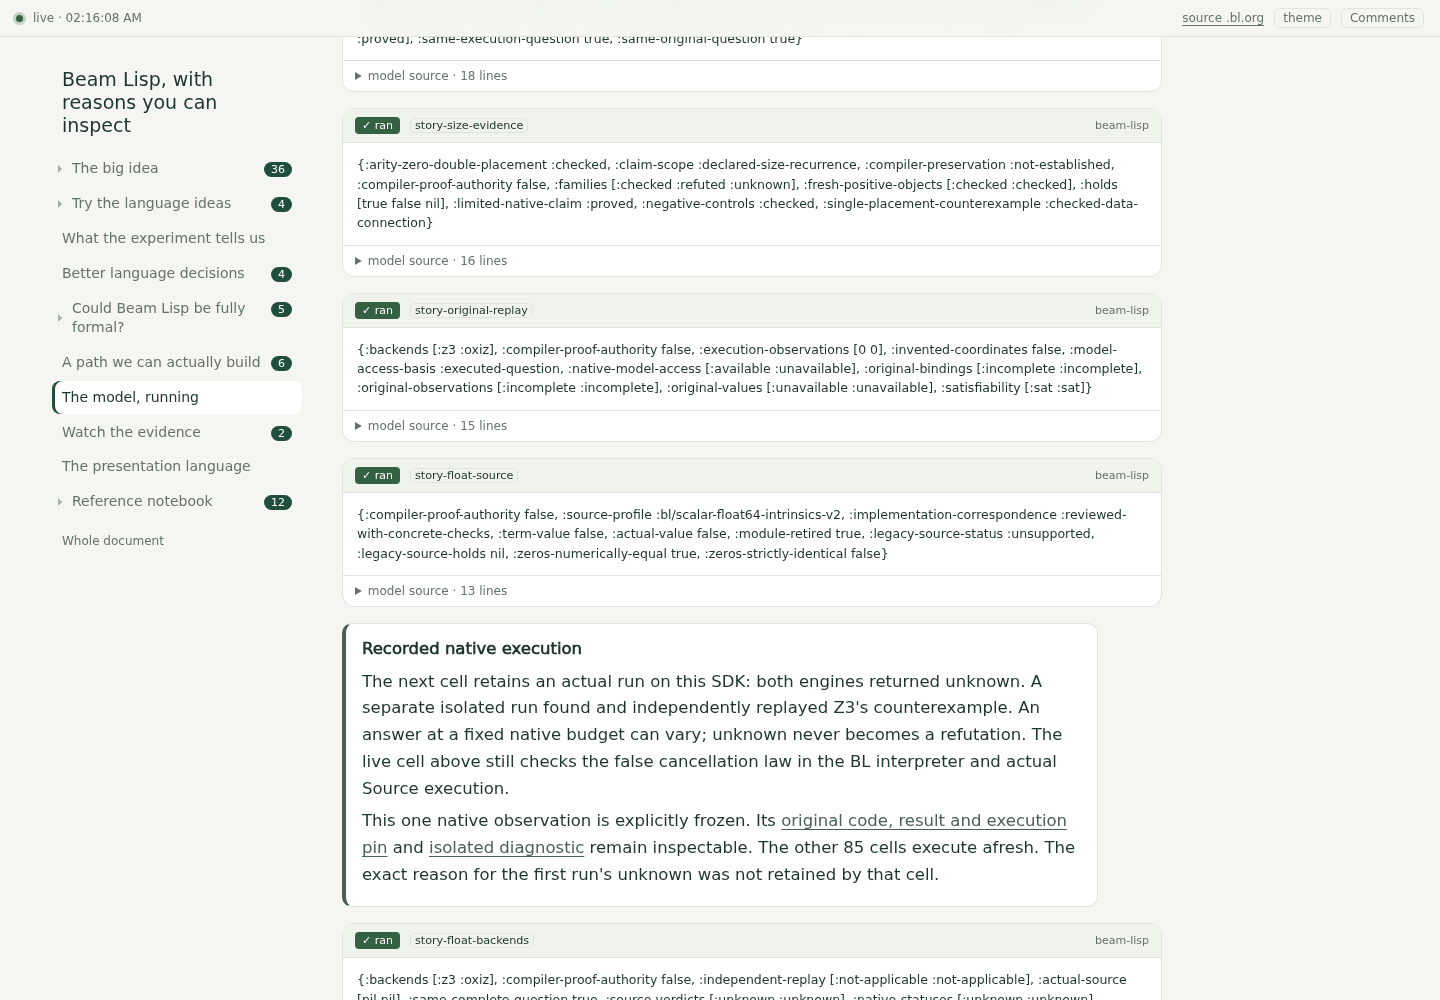 live · 02:16:08 AM
source .bl.org
theme
Comments
Beam Lisp, with
reasons you can
inspect
The big idea 36
Try the language ideas 4
What the experiment tells us
Better language decisions 4
Could Beam Lisp be fully 5
formal?
A path we can actually build 6
The model, running
Watch the evidence 2
The presentation language
Reference notebook 12
Whole document
:proved], :same-execution-question true, :same-original-question true}
model source · 18 lines
✓ ran story-size-evidence beam-lisp
{:arity-zero-double-placement :checked, :claim-scope :declared-size-recurrence, :compiler-preservation :not-established,
:compiler-proof-authority false, :families [:checked :refuted :unknown], :fresh-positive-objects [:checked :checked], :holds
[true false nil], :limited-native-claim :proved, :negative-controls :checked, :single-placement-counterexample :checked-data-
connection}
model source · 16 lines
✓ ran story-original-replay beam-lisp
{:backends [:z3 :oxiz], :compiler-proof-authority false, :execution-observations [0 0], :invented-coordinates false, :model-
access-basis :executed-question, :native-model-access [:available :unavailable], :original-bindings [:incomplete :incomplete],
:original-observations [:incomplete :incomplete], :original-values [:unavailable :unavailable], :satisfiability [:sat :sat]}
model source · 15 lines
✓ ran story-float-source beam-lisp
{:compiler-proof-authority false, :source-profile :bl/scalar-float64-intrinsics-v2, :implementation-correspondence :reviewed-
with-concrete-checks, :term-value false, :actual-value false, :module-retired true, :legacy-source-status :unsupported,
:legacy-source-holds nil, :zeros-numerically-equal true, :zeros-strictly-identical false}
model source · 13 lines
Recorded native execution
The next cell retains an actual run on this SDK: both engines returned unknown. A
separate isolated run found and independently replayed Z3's counterexample. An
answer at a fixed native budget can vary; unknown never becomes a refutation. The
live cell above still checks the false cancellation law in the BL interpreter and actual
Source execution.
This one native observation is explicitly frozen. Its original code, result and execution
pin and isolated diagnostic remain inspectable. The other 85 cells execute afresh. The
exact reason for the first run's unknown was not retained by that cell.
✓ ran story-float-backends beam-lisp
{:backends [:z3 :oxiz], :compiler-proof-authority false, :independent-replay [:not-applicable :not-applicable], :actual-source
[nil nil], :same-complete-question true, :source-verdicts [:unknown :unknown], :native-statuses [:unknown :unknown]